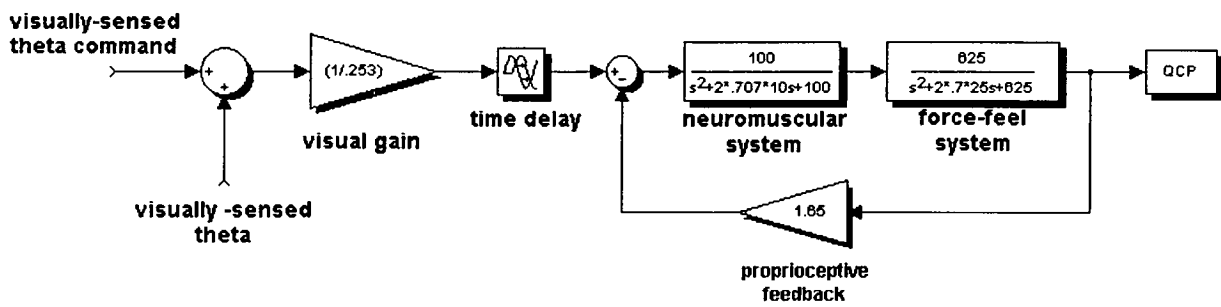 visually-sensed
theta command
+
+
(1/.253)
visual gain
time delay
+
−
100
s²+2*.707*10s+100
neuromuscular
system
625
s²+2*.7*25s+625
force-feel
system
QCP
visually -sensed
theta
1.65
proprioceptive
feedback